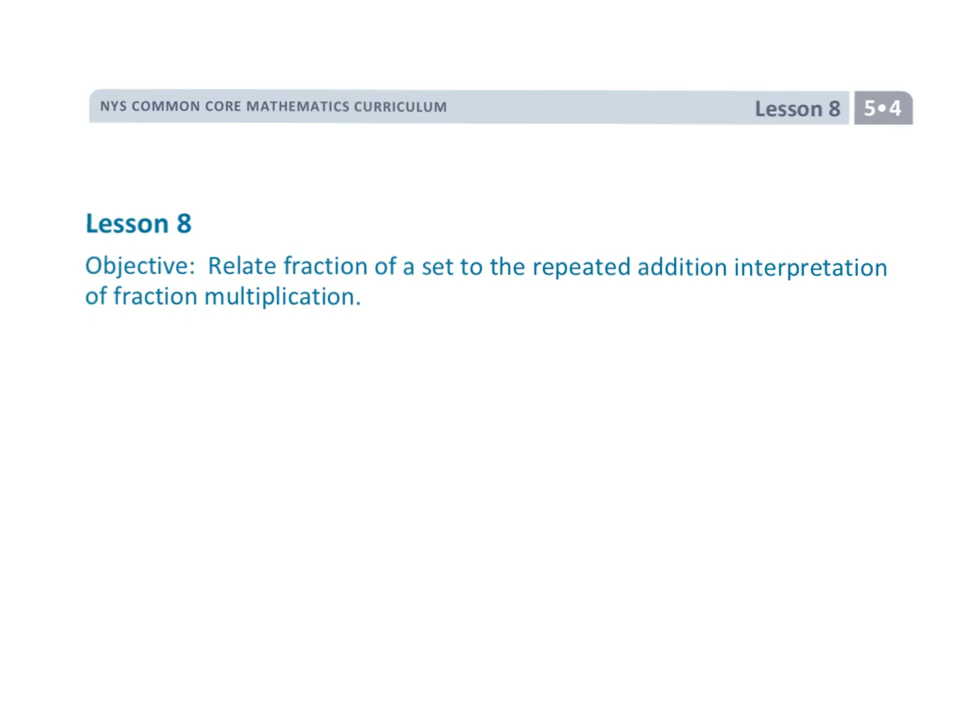 NYS COMMON CORE MATHEMATICS CURRICULUM
Lesson 8 5•4
Lesson 8
Objective: Relate fraction of a set to the repeated addition interpretation
of fraction multiplication.